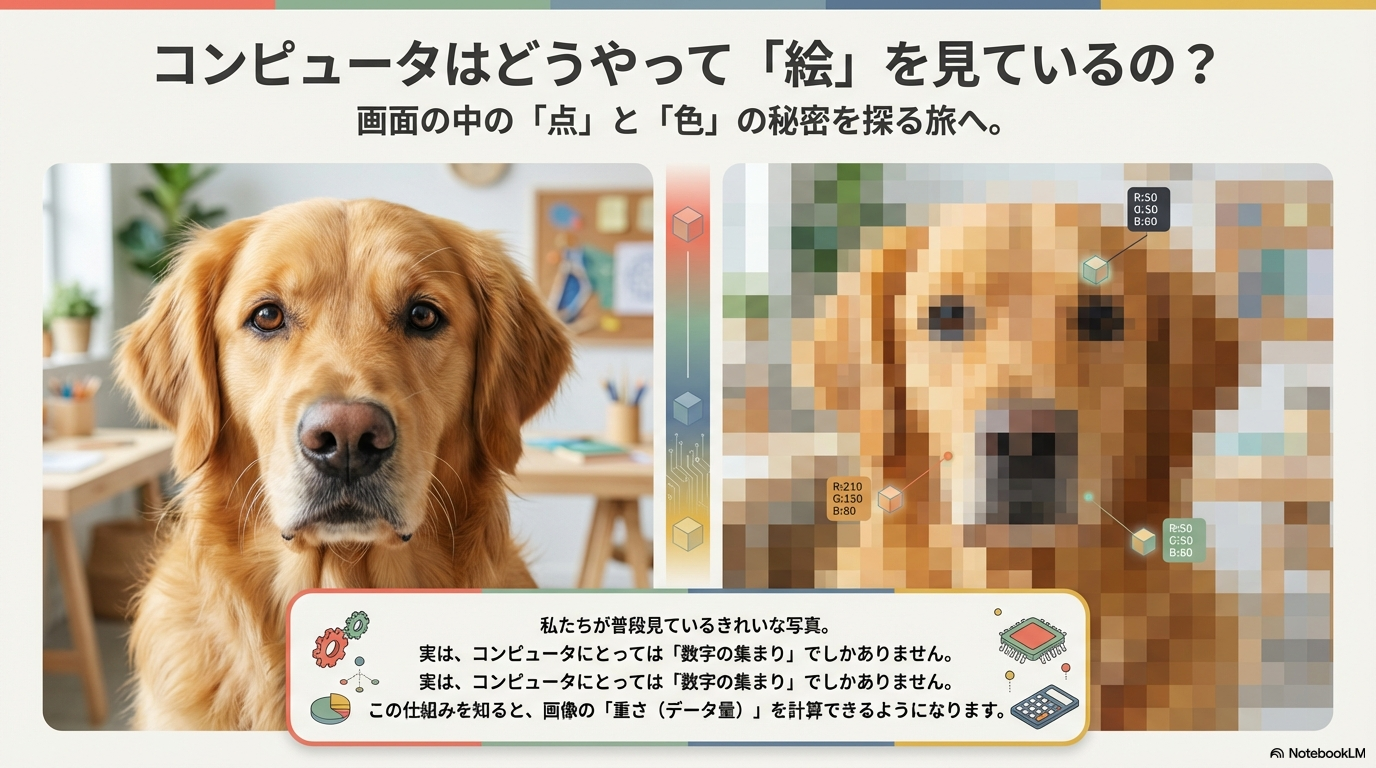 コンピュータはどうやって「絵」を見ているの？
画面の中の「点」と「色」の秘密を探る旅へ。
R:S0
G.S0
B:60
R:210
G:150
B:80
R:S0
G:S0
B:60
私たちが普段見ているきれいな写真。
実は、コンピュータにとっては「数字の集まり」でしかありません。
実は、コンピュータにとっては「数字の集まり」でしかありません。
この仕組みを知ると、画像の「重さ（データ量）」を計算できるようになります。
NotebookLM